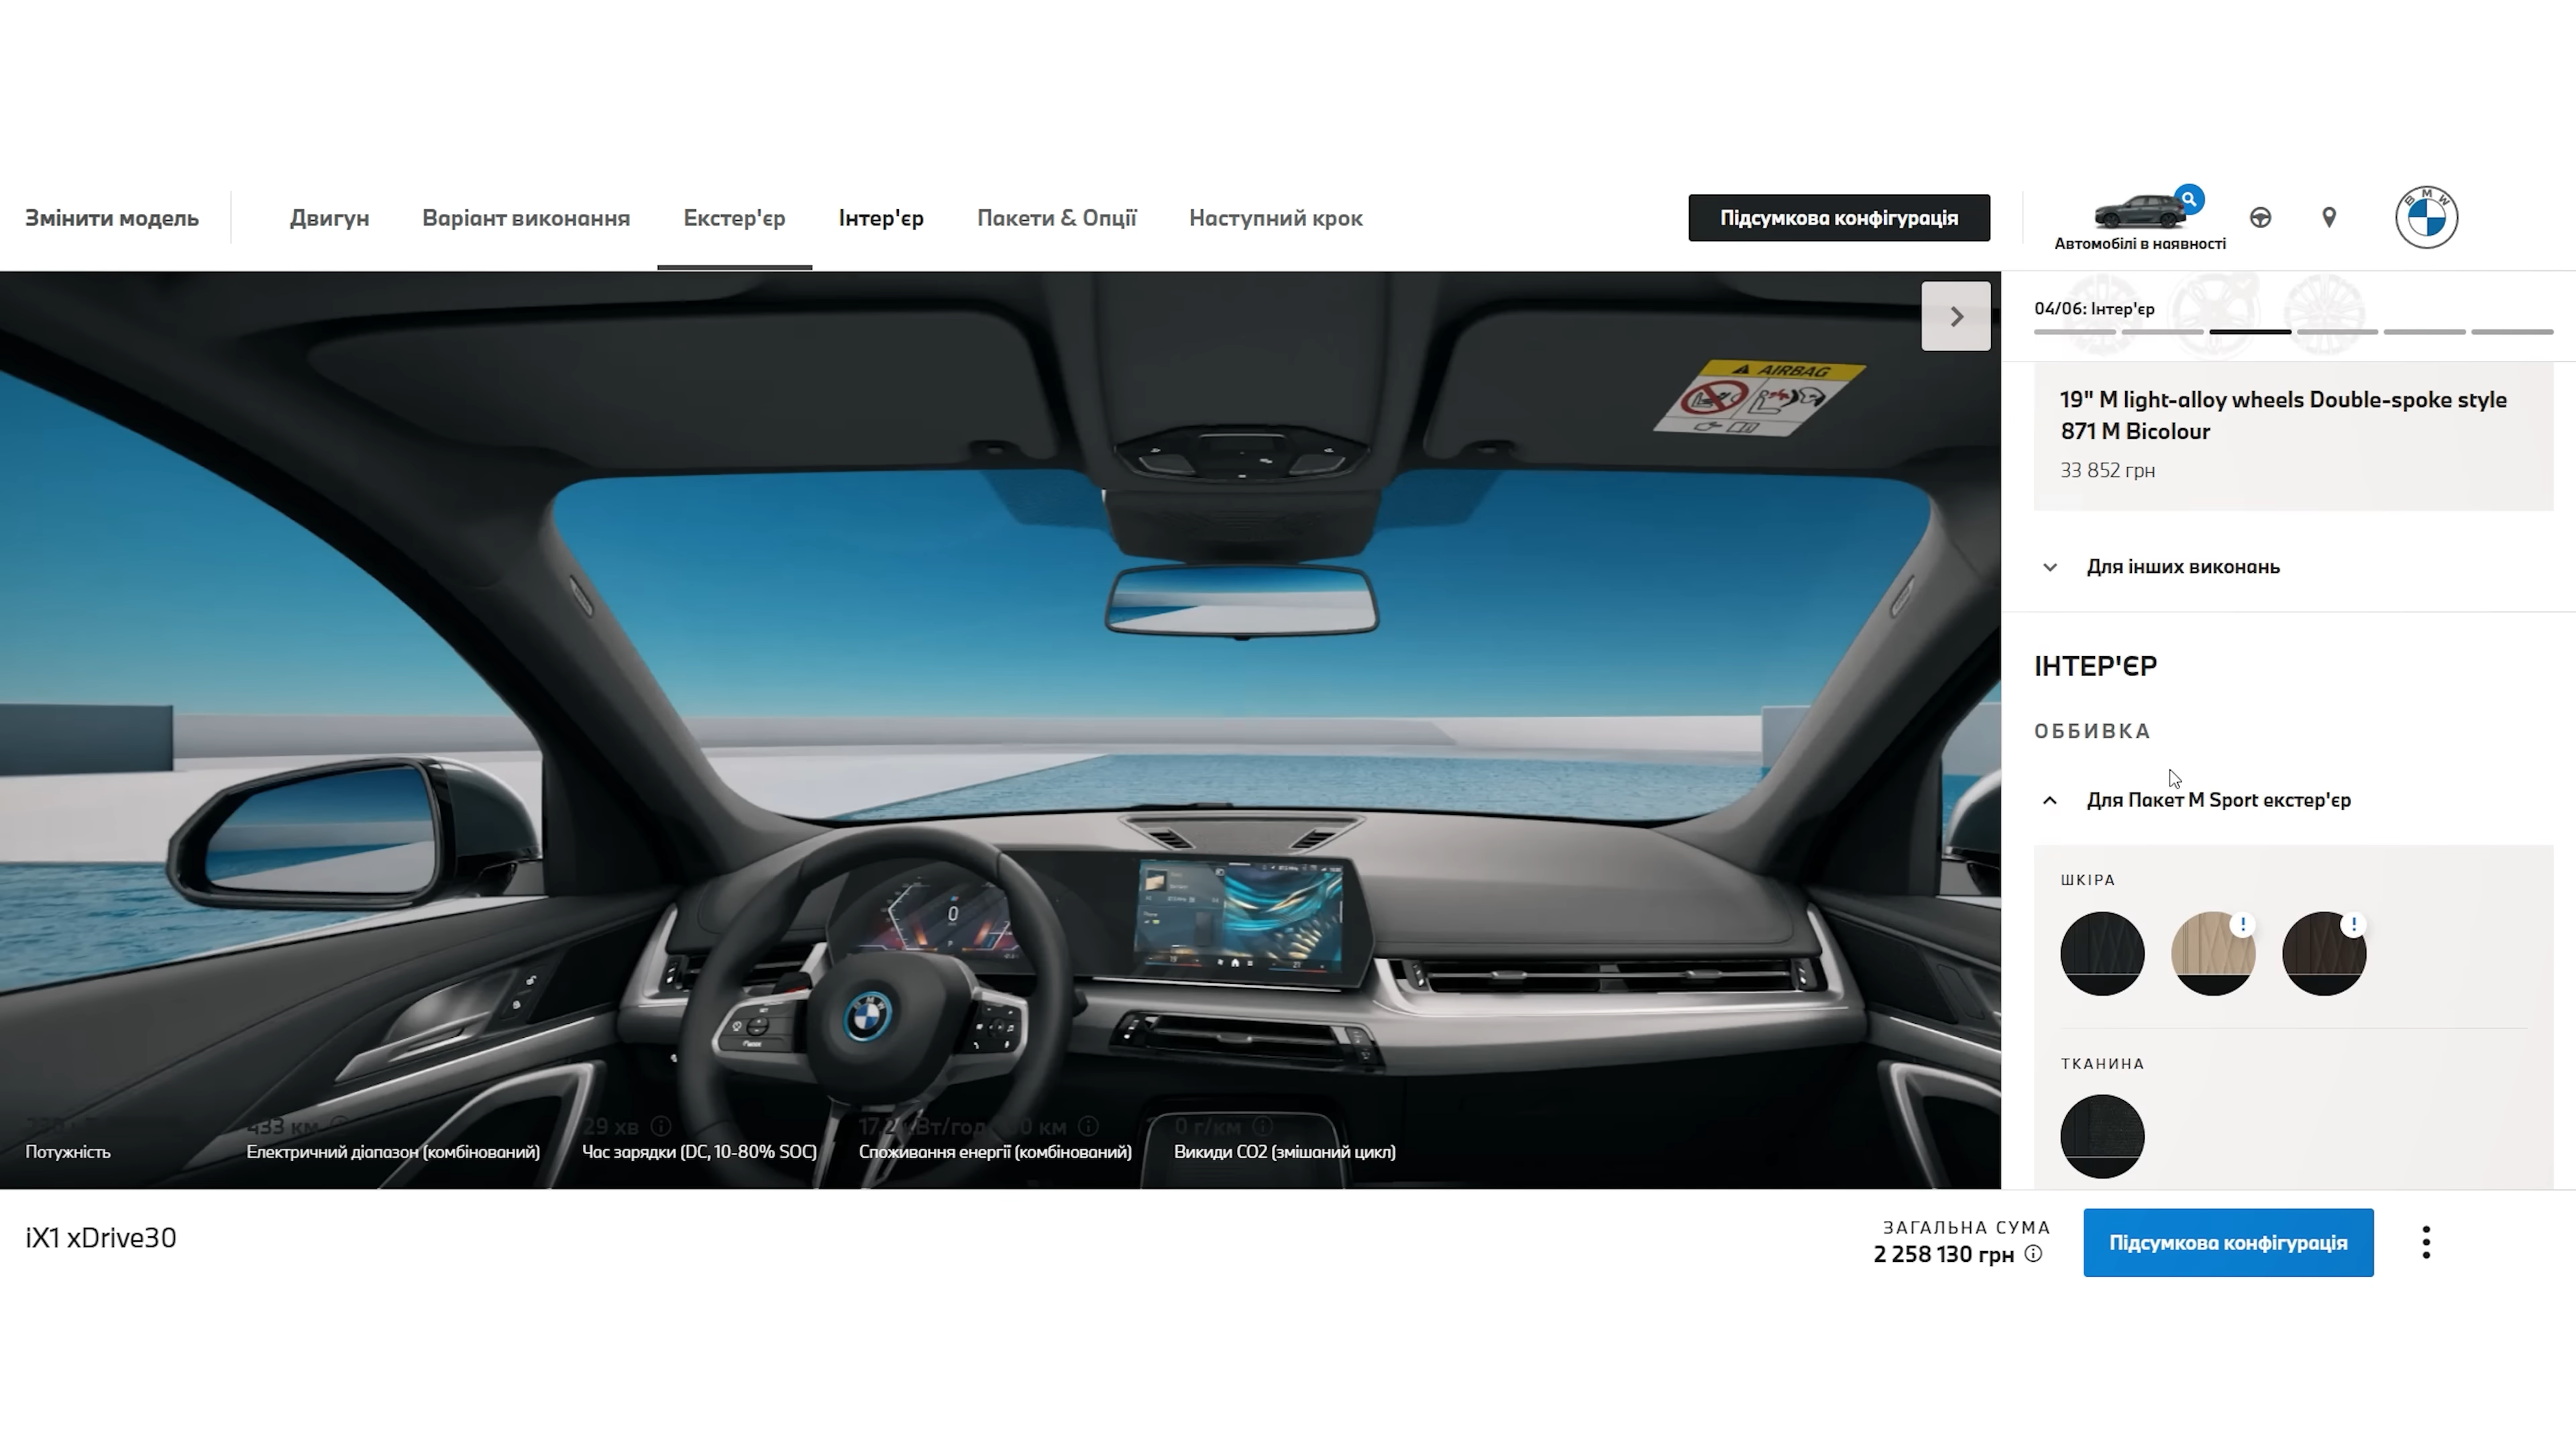 Змінити модель
Двигун
Варіант виконання
Екстер'єр
Інтер'єр
Пакети & Опції
Наступний крок
Підсумкова конфігурація
Автомобілі в наявності
BMW
AIRBAG
04/06: Інтер'єр
19" M light-alloy wheels Double-spoke style
871 M Bicolour
33 852 грн
Для інших виконань
ІНТЕР'ЄР
ОББИВКА
Для Пакет M Sport екстер'єр
ШКІРА
!
!
ТКАНИНА
0
433 км
29 хв
0 г/км
Потужність
Електричний діапазон (комбінований)
Час зарядки (DC, 10-80% SOC)
Споживання енергії (комбінований)
Викиди CO2 (змішаний цикл)
iX1 xDrive30
ЗАГАЛЬНА СУМА
2 258 130 грн
Підсумкова конфігурація